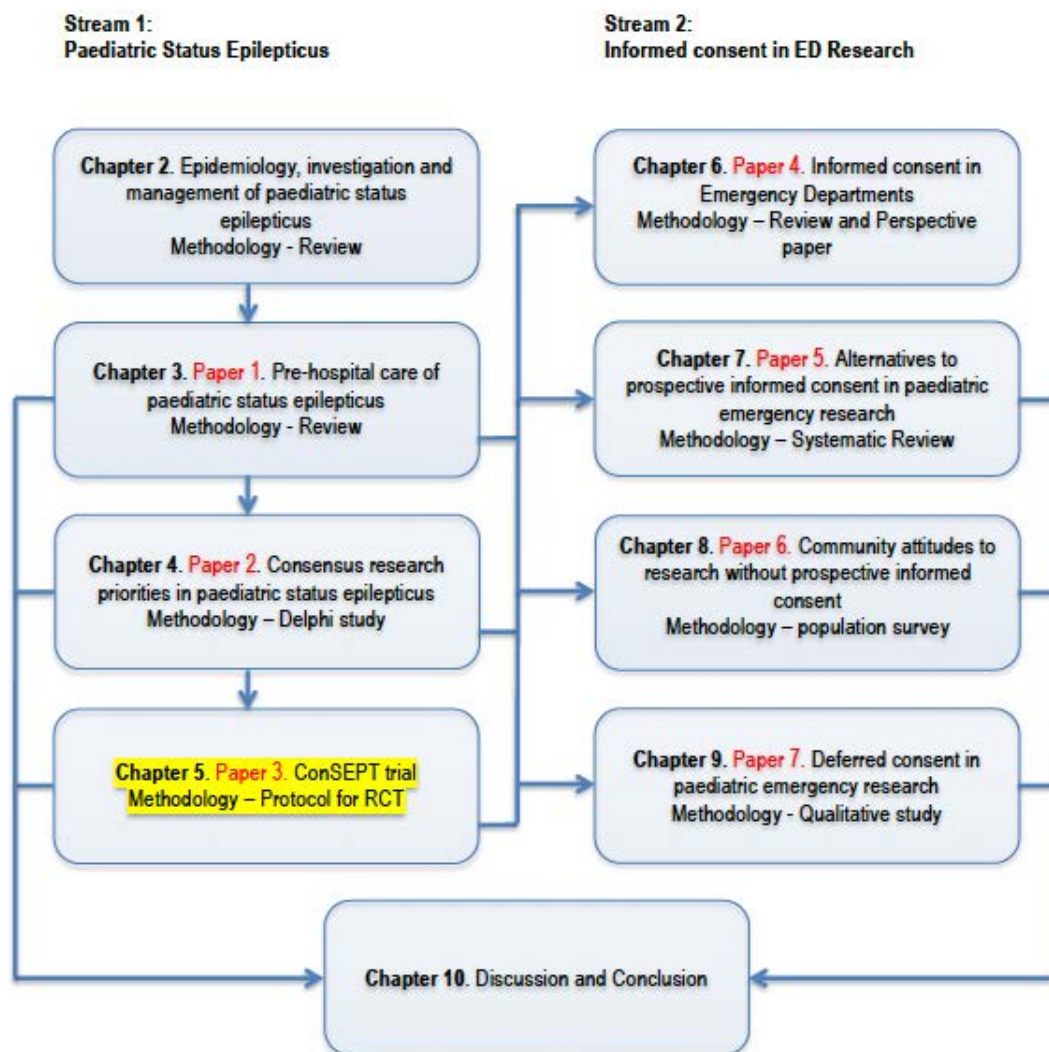 Stream 1:
Paediatric Status Epilepticus
Stream 2:
Informed consent in ED Research
Chapter 2. Epidemiology, investigation and
management of paediatric status
epilepticus
Methodology - Review
Chapter 3. Paper 1. Pre-hospital care of
paediatric status epilepticus
Methodology - Review
Chapter 4. Paper 2. Consensus research
priorities in paediatric status epilepticus
Methodology – Delphi study
Chapter 5. Paper 3. ConSEPT trial
Methodology – Protocol for RCT
Chapter 6. Paper 4. Informed consent in
Emergency Departments
Methodology – Review and Perspective
paper
Chapter 7. Paper 5. Alternatives to
prospective informed consent in paediatric
emergency research
Methodology – Systematic Review
Chapter 8. Paper 6. Community attitudes to
research without prospective informed
consent
Methodology – population survey
Chapter 9. Paper 7. Deferred consent in
paediatric emergency research
Methodology - Qualitative study
Chapter 10. Discussion and Conclusion